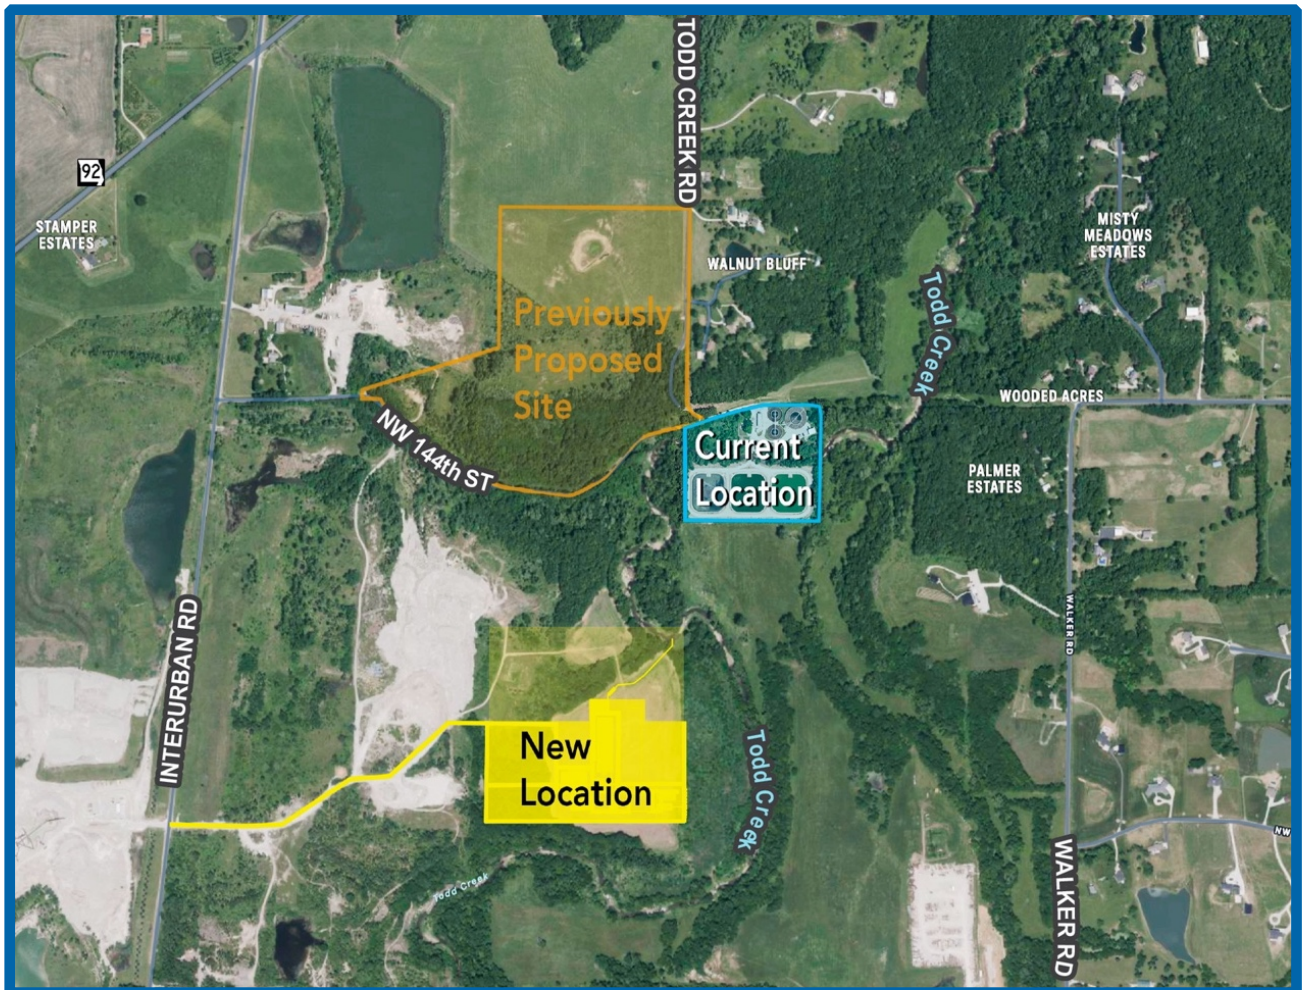 TODD CREEK RD
92
STAMPER
ESTATES
MISTY
MEADOWS
ESTATES
WALNUT BLUFF
Todd Creek
Previously
Proposed
Site
WOODED ACRES
NW 144th ST
Current
Location
PALMER
ESTATES
WALKER RD
INTERURBAN RD
New
Location
Todd Creek
NW
Todd Creek
WALKER RD